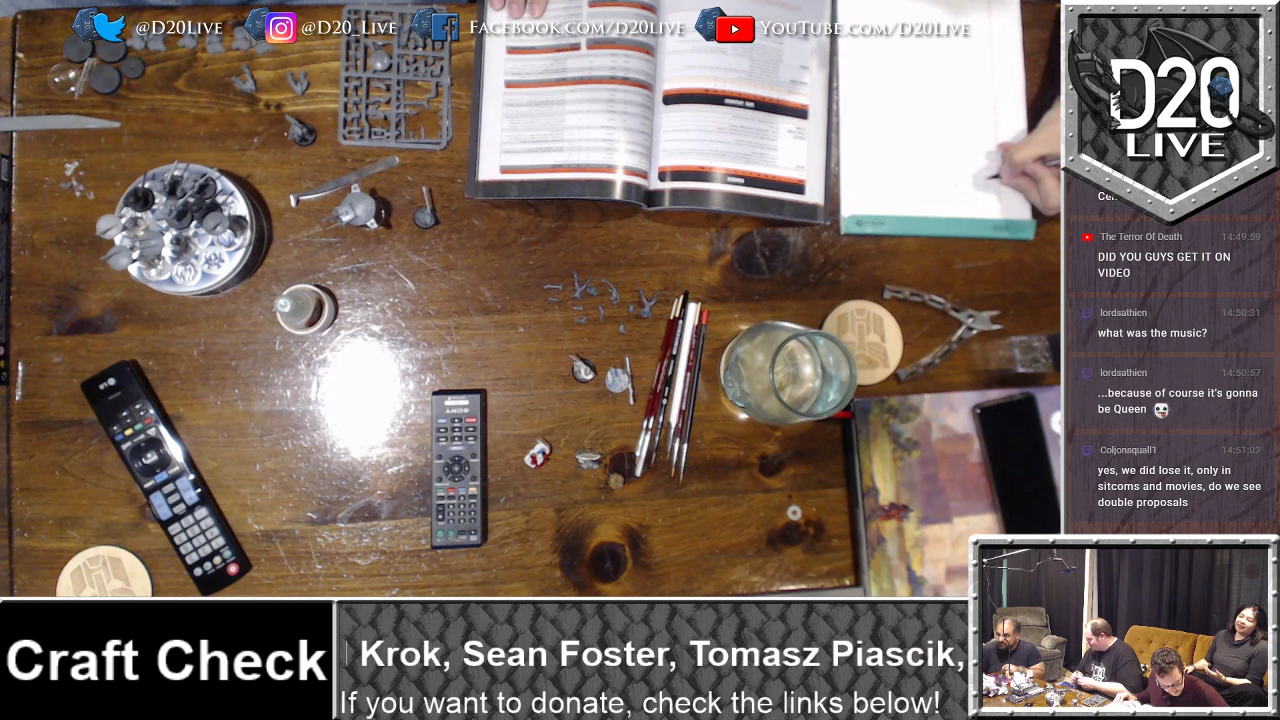 @D20Live
@D20_Live
Facebook.com/d20live
YouTube.com/D20Live
D20
LIVE
The Terror Of Death 14:49:59
DID YOU GUYS GET IT ON
VIDEO
lordsathien 14:50:31
what was the music?
lordsathien 14:50:57
...because of course it's gonna
be Queen
Coljonsquall1 14:51:02
yes, we did lose it, only in
sitcoms and movies, do we see
double proposals
SONY
LG
Craft Check
Krok, Sean Foster, Tomasz Piascik,
If you want to donate, check the links below!